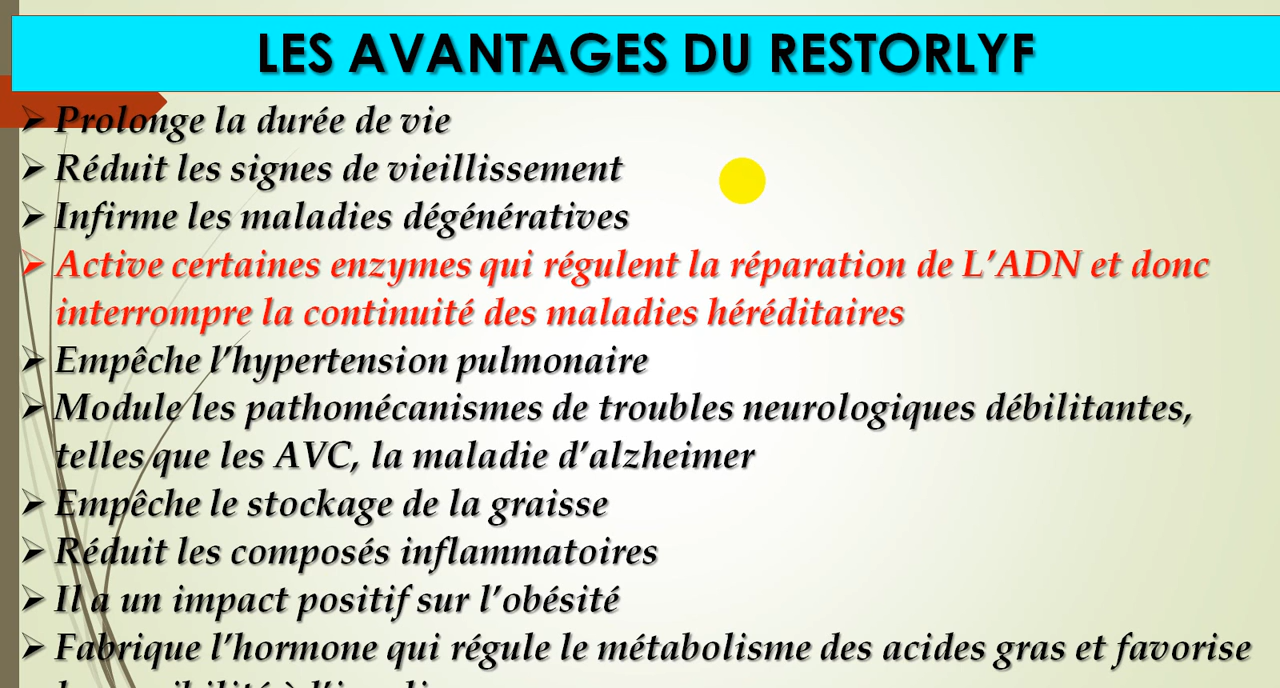 LES AVANTAGES DU RESTORLYF
➢ Prolonge la durée de vie
➢ Réduit les signes de vieillissement
➢ Infirme les maladies dégénératives
➢ Active certaines enzymes qui régulent la réparation de L’ADN et donc
interrompre la continuité des maladies héréditaires
➢ Empêche l’hypertension pulmonaire
➢ Module les pathomécanismes de troubles neurologiques débilitantes,
telles que les AVC, la maladie d’alzheimer
➢ Empêche le stockage de la graisse
➢ Réduit les composés inflammatoires
➢ Il a un impact positif sur l’obésité
➢ Fabrique l’hormone qui régule le métabolisme des acides gras et favorise